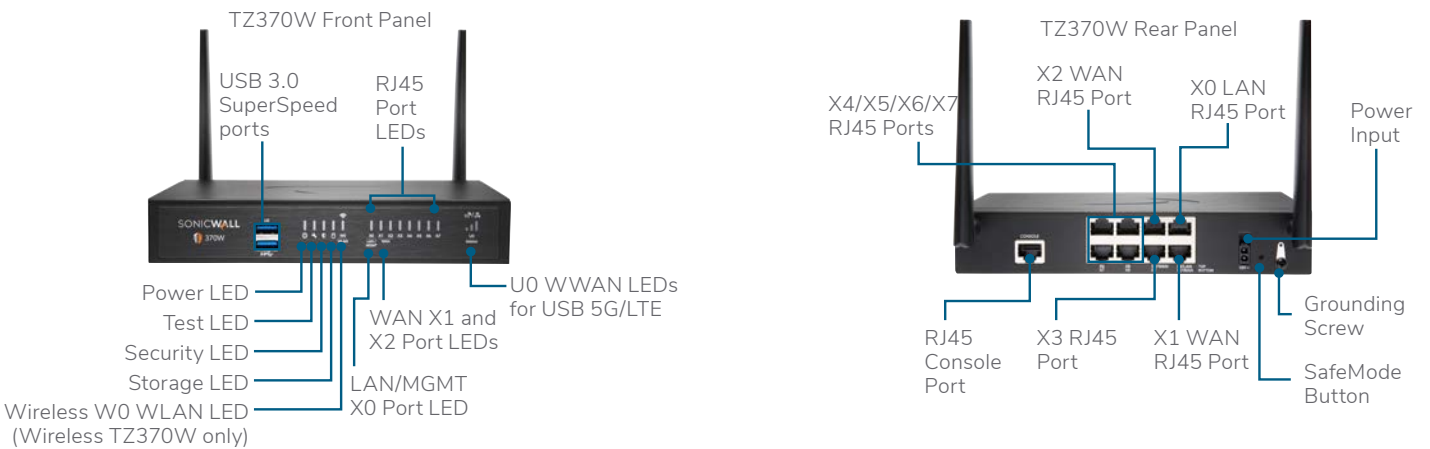 TZ370W Front Panel
USB 3.0
SuperSpeed
ports
RJ45
Port
LEDs
SONICWALL
370W
Power LED
Test LED
Security LED
Storage LED
Wireless W0 WLAN LED
(Wireless TZ370W only)
WAN X1 and
X2 Port LEDs
LAN/MGMT
X0 Port LED
U0 WWAN LEDs
for USB 5G/LTE
TZ370W Rear Panel
X4/X5/X6/X7
RJ45 Ports
X2 WAN
RJ45 Port
X0 LAN
RJ45 Port
Power
Input
CONSOLE
RJ45
Console
Port
X3 RJ45
Port
X1 WAN
RJ45 Port
Grounding
Screw
SafeMode
Button